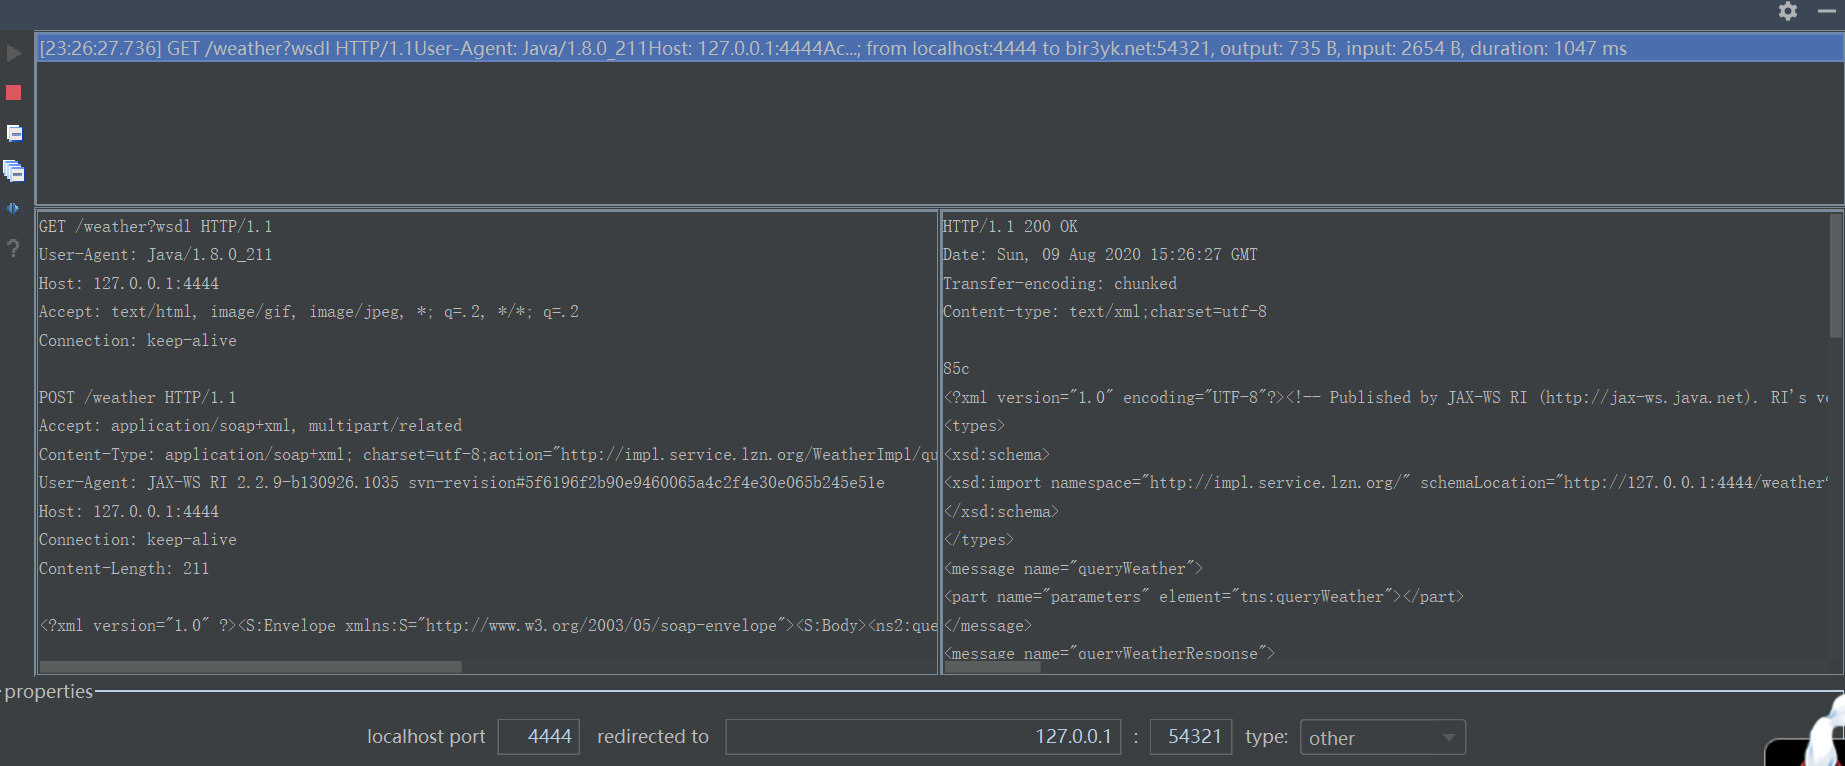 [23:26:27.736] GET /weather?wsdl HTTP/1.1User-Agent: Java/1.8.0_211Host: 127.0.0.1:4444Ac...; from localhost:4444 to bir3yk.net:54321, output: 735 B, input: 2654 B, duration: 1047 ms
GET /weather?wsdl HTTP/1.1
User-Agent: Java/1.8.0_211
Host: 127.0.0.1:4444
Accept: text/html, image/gif, image/jpeg, *; q=.2, */*; q=.2
Connection: keep-alive
POST /weather HTTP/1.1
Accept: application/soap+xml, multipart/related
Content-Type: application/soap+xml; charset=utf-8;action="http://impl.service.lzn.org/WeatherImpl/qu
User-Agent: JAX-WS RI 2.2.9-b130926.1035 svn-revision#5f6196f2b90e9460065a4c2f4e30e065b245e51e
Host: 127.0.0.1:4444
Connection: keep-alive
Content-Length: 211
<?xml version="1.0" ?><S:Envelope xmlns:S="http://www.w3.org/2003/05/soap-envelope"><S:Body><ns2:que
HTTP/1.1 200 OK
Date: Sun, 09 Aug 2020 15:26:27 GMT
Transfer-encoding: chunked
Content-type: text/xml;charset=utf-8
85c
<?xml version="1.0" encoding="UTF-8"?><!-- Published by JAX-WS RI (http://jax-ws.java.net). RI's ve
<types>
<xsd:schema>
<xsd:import namespace="http://impl.service.lzn.org/" schemaLocation="http://127.0.0.1:4444/weather
</xsd:schema>
</types>
<message name="queryWeather">
<part name="parameters" element="tns:queryWeather"></part>
</message>
<message name="queryWeatherResponse">
properties
localhost port 4444 redirected to 127.0.0.1 : 54321 type: other